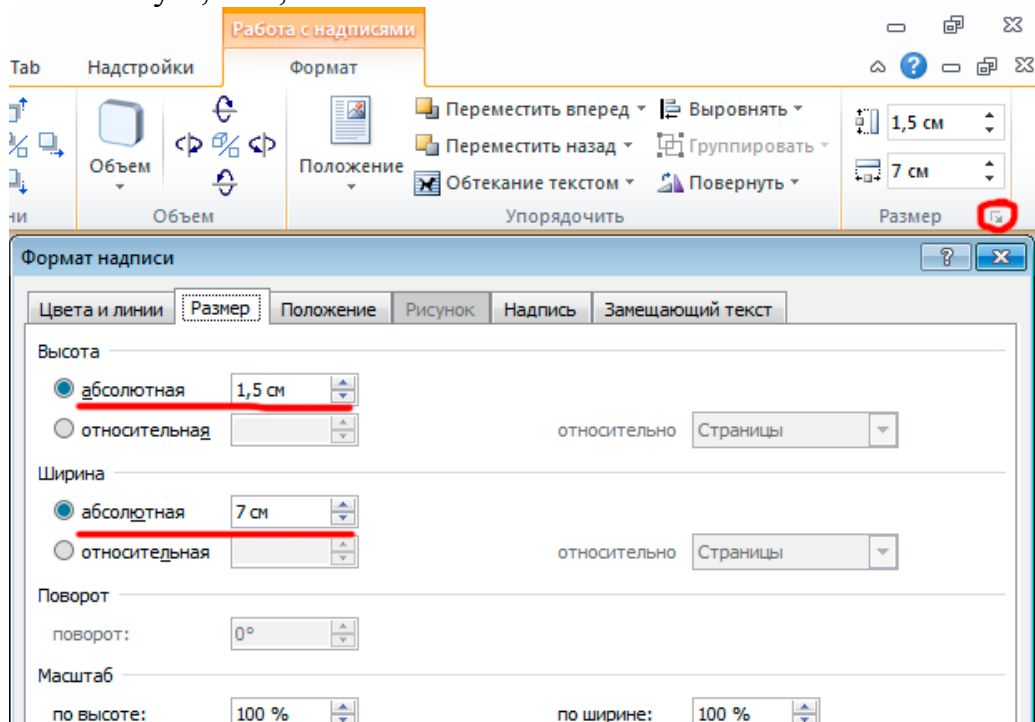 Работа с надписями
Tab Надстройки Формат
Переместить вперед Выровнять 1,5 см
Объем Положение Переместить назад Группировать 7 см
Обтекание текстом Повернуть
ни Объем Упорядочить Размер
Формат надписи
Цвета и линии Размер Положение Рисунок Надпись Замещающий текст
Высота
абсолютная 1,5 см
относительная относительно Страницы
Ширина
абсолютная 7 см
относительная относительно Страницы
Поворот
поворот: 0°
Масштаб
по высоте: 100 % по ширине: 100 %